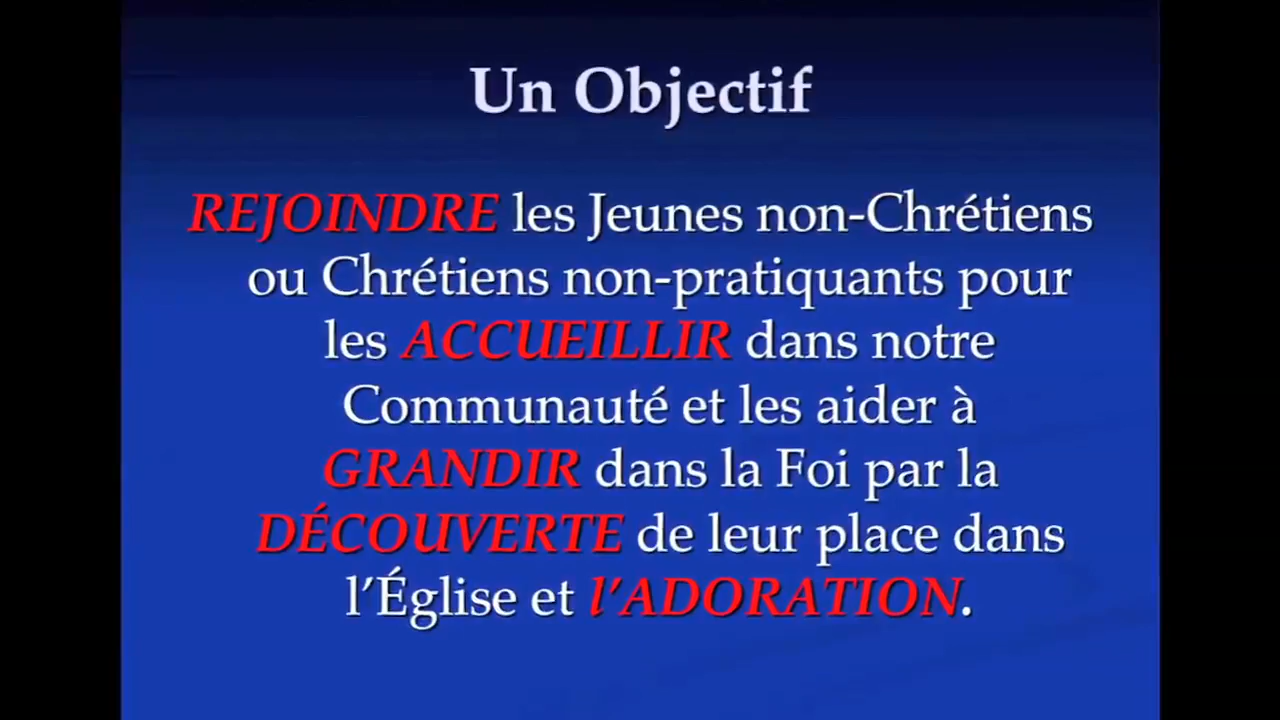 Un Objectif
REJOINDRE les Jeunes non-Chrétiens
ou Chrétiens non-pratiquants pour
les ACCUEILLIR dans notre
Communauté et les aider à
GRANDIR dans la Foi par la
DÉCOUVERTE de leur place dans
l’Église et l’ADORATION.